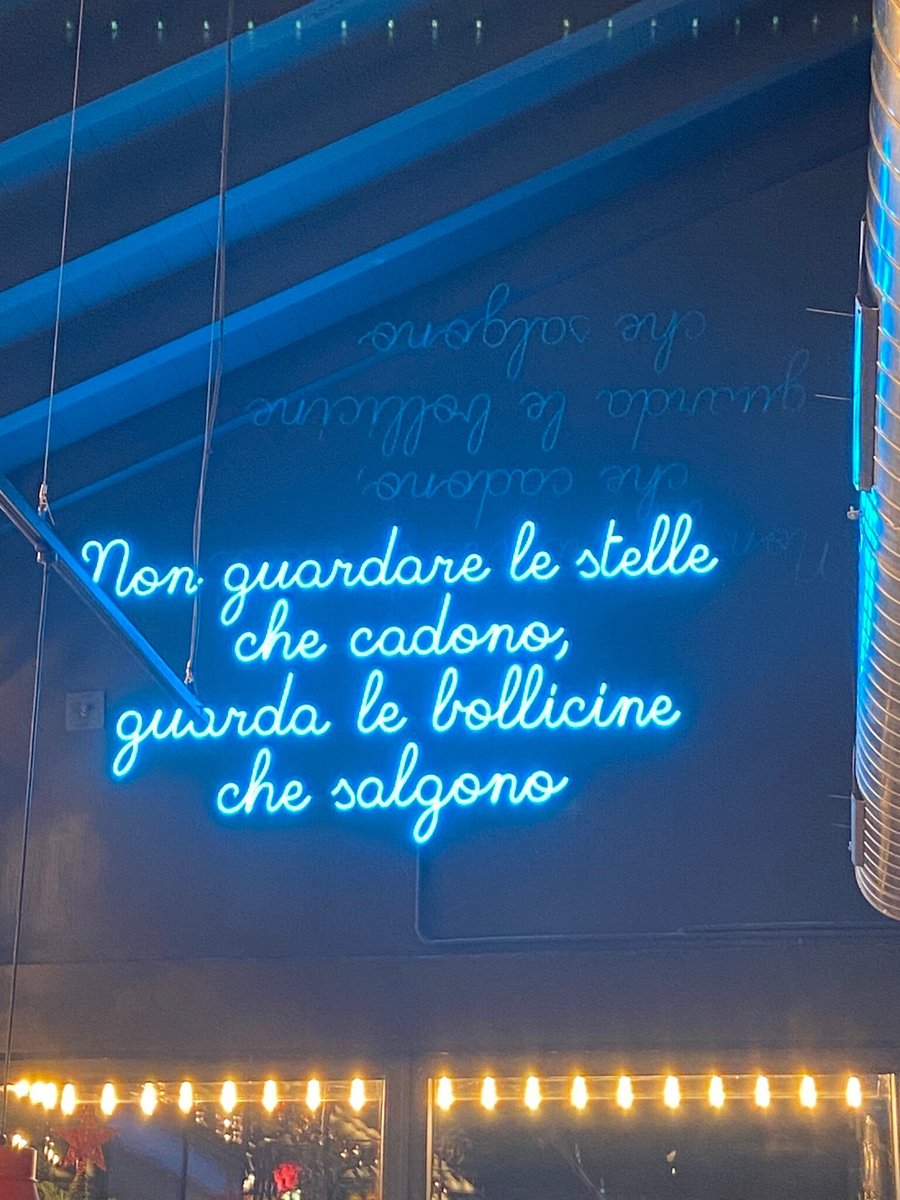 Non guardare le stelle
che cadono,
guarda le bollicine
che salgono